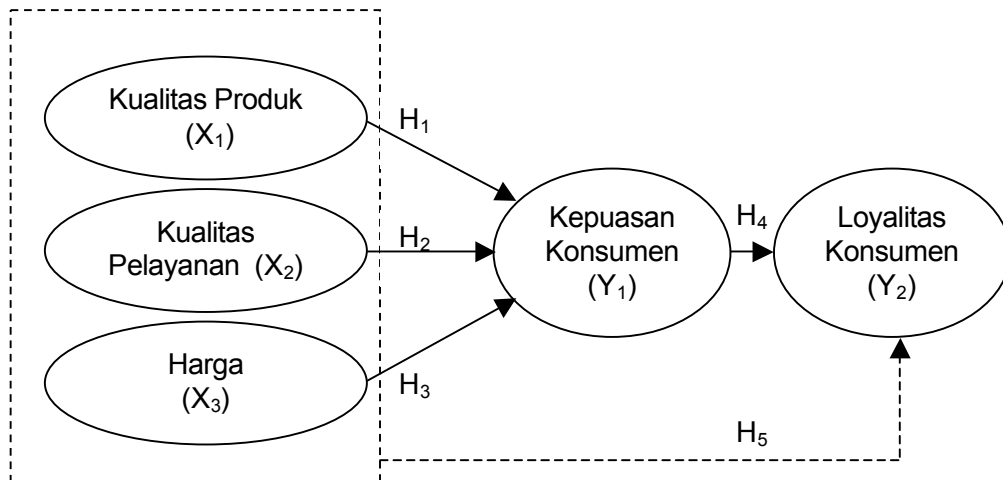 Kualitas Produk
(X₁)
H₁
Kualitas
Pelayanan (X₂)
H₂
Harga
(X₃)
H₃
Kepuasan
Konsumen
(Y₁)
H₄
Loyalitas
Konsumen
(Y₂)
H₅